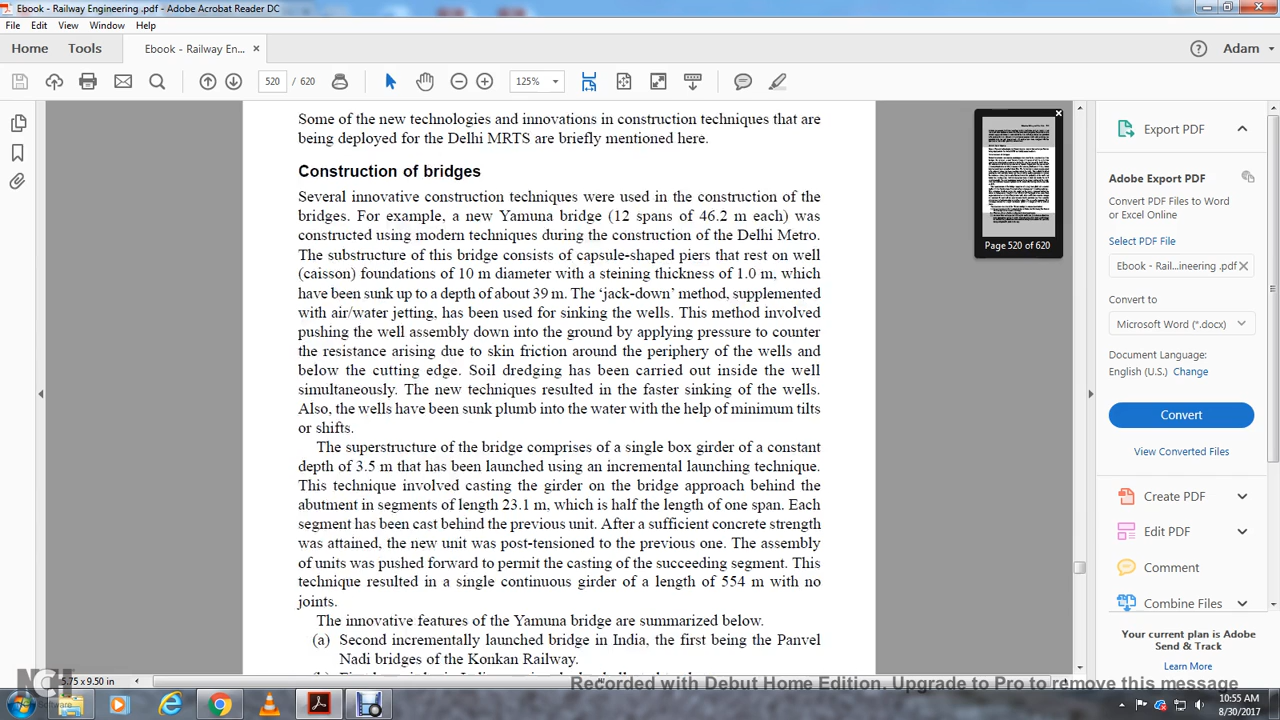 Ebook - Railway Engineering .pdf - Adobe Acrobat Reader DC
File Edit View Window Help
Home Tools Ebook - Railway En... × Adam
520 / 620 125%
Some of the new technologies and innovations in construction techniques that are
being deployed for the Delhi MRTS are briefly mentioned here.
Construction of bridges
Several innovative construction techniques were used in the construction of the
bridges. For example, a new Yamuna bridge (12 spans of 46.2 m each) was
constructed using modern techniques during the construction of the Delhi Metro.
The substructure of this bridge consists of capsule-shaped piers that rest on well
(caisson) foundations of 10 m diameter with a steining thickness of 1.0 m, which
have been sunk up to a depth of about 39 m. The ‘jack-down’ method, supplemented
with air/water jetting, has been used for sinking the wells. This method involved
pushing the well assembly down into the ground by applying pressure to counter
the resistance arising due to skin friction around the periphery of the wells and
below the cutting edge. Soil dredging has been carried out inside the well
simultaneously. The new techniques resulted in the faster sinking of the wells.
Also, the wells have been sunk plumb into the water with the help of minimum tilts
or shifts.
The superstructure of the bridge comprises of a single box girder of a constant
depth of 3.5 m that has been launched using an incremental launching technique.
This technique involved casting the girder on the bridge approach behind the
abutment in segments of length 23.1 m, which is half the length of one span. Each
segment has been cast behind the previous unit. After a sufficient concrete strength
was attained, the new unit was post-tensioned to the previous one. The assembly
of units was pushed forward to permit the casting of the succeeding segment. This
technique resulted in a single continuous girder of a length of 554 m with no
joints.
The innovative features of the Yamuna bridge are summarized below.
(a) Second incrementally launched bridge in India, the first being the Panvel
Nadi bridges of the Konkan Railway.
Page 520 of 620
Export PDF
Adobe Export PDF
Convert PDF Files to Word
or Excel Online
Select PDF File
Ebook - Rail...ineering .pdf ×
Convert to
Microsoft Word (*.docx)
Document Language:
English (U.S.) Change
Convert
View Converted Files
Create PDF
Edit PDF
Comment
Combine Files
Your current plan is Adobe
Send & Track
Learn More
5.75 x 9.50 in
Recorded with Debut Home Edition. Upgrade to Pro to remove this message
NCH
Software
10:55 AM
8/30/2017